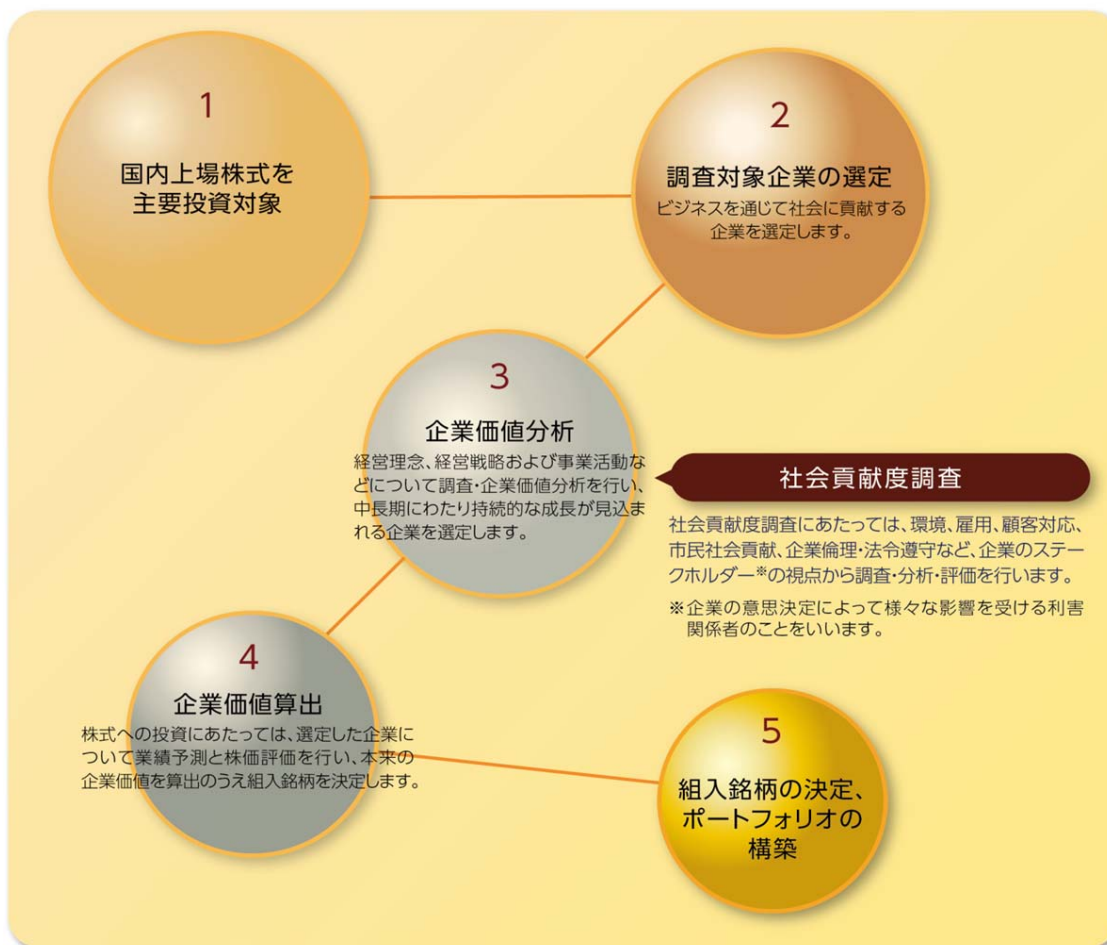 1
国内上場株式を
主要投資対象
2
調査対象企業の選定
ビジネスを通じて社会に貢献する
企業を選定します。
3
企業価値分析
経営理念、経営戦略および事業活動な
どについて調査・企業価値分析を行い、
中長期にわたり持続的な成長が見込ま
れる企業を選定します。
社会貢献度調査
社会貢献度調査にあたっては、環境、雇用、顧客対応、
市民社会貢献、企業倫理・法令遵守など、企業のステー
クホルダー※の視点から調査・分析・評価を行います。
※企業の意思決定によって様々な影響を受ける利害
関係者のことをいいます。
4
企業価値算出
株式への投資にあたっては、選定した企業に
ついて業績予測と株価評価を行い、本来の
企業価値を算出のうえ組入銘柄を決定します。
5
組入銘柄の決定、
ポートフォリオの
構築